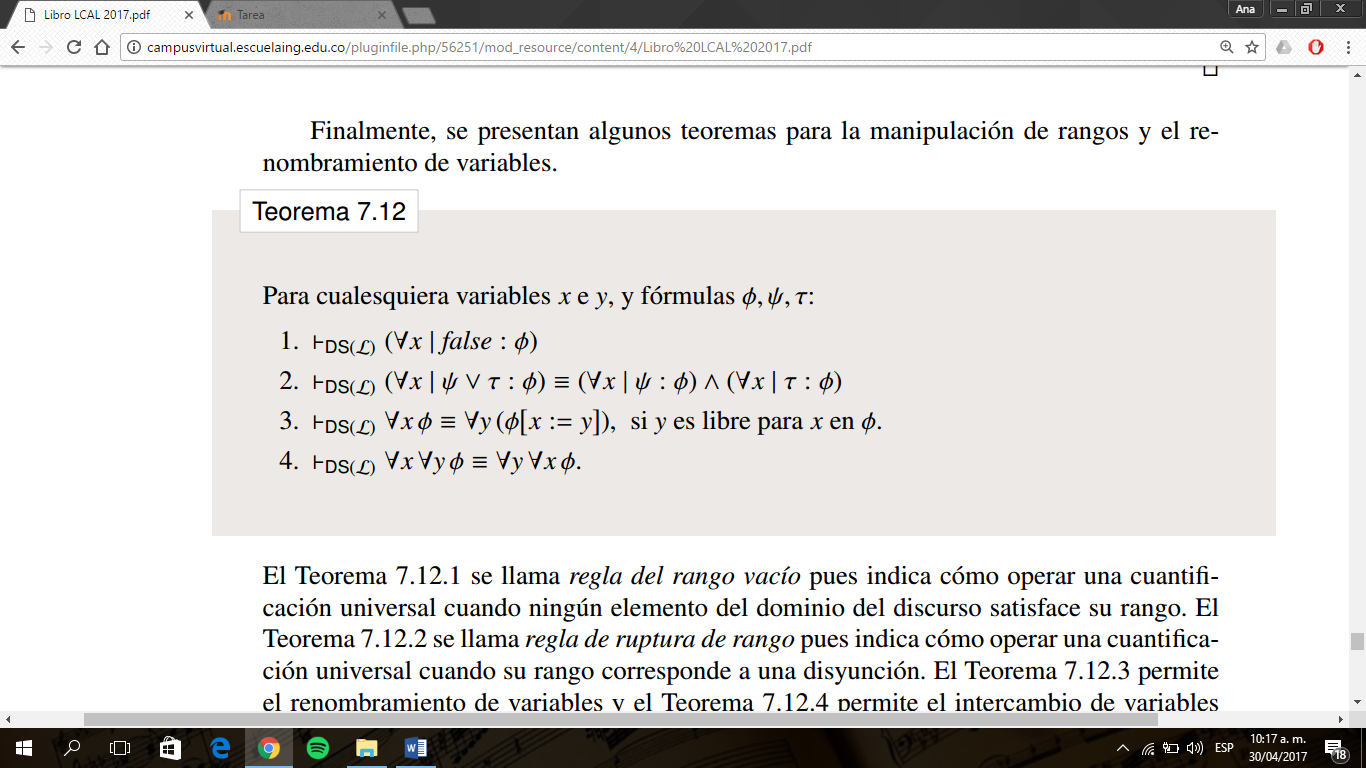 Libro LCAL 2017.pdf
Tarea
Ana
campusvirtual.escuelaing.edu.co/pluginfile.php/56251/mod_resource/content/4/Libro%20LCAL%202017.pdf
Finalmente, se presentan algunos teoremas para la manipulación de rangos y el re-
nombramiento de variables.
Teorema 7.12
Para cualesquiera variables x e y, y fórmulas ϕ, ψ, τ:
1. ⊢DS(ℒ) (∀x | false : ϕ)
2. ⊢DS(ℒ) (∀x | ψ ∨ τ : ϕ) ≡ (∀x | ψ : ϕ) ∧ (∀x | τ : ϕ)
3. ⊢DS(ℒ) ∀x ϕ ≡ ∀y (ϕ[x := y]), si y es libre para x en ϕ.
4. ⊢DS(ℒ) ∀x ∀y ϕ ≡ ∀y ∀x ϕ.
El Teorema 7.12.1 se llama regla del rango vacío pues indica cómo operar una cuantifi-
cación universal cuando ningún elemento del dominio del discurso satisface su rango. El
Teorema 7.12.2 se llama regla de ruptura de rango pues indica cómo operar una cuantifica-
ción universal cuando su rango corresponde a una disyunción. El Teorema 7.12.3 permite
el renombramiento de variables y el Teorema 7.12.4 permite el intercambio de variables
ESP
10:17 a. m.
30/04/2017
18